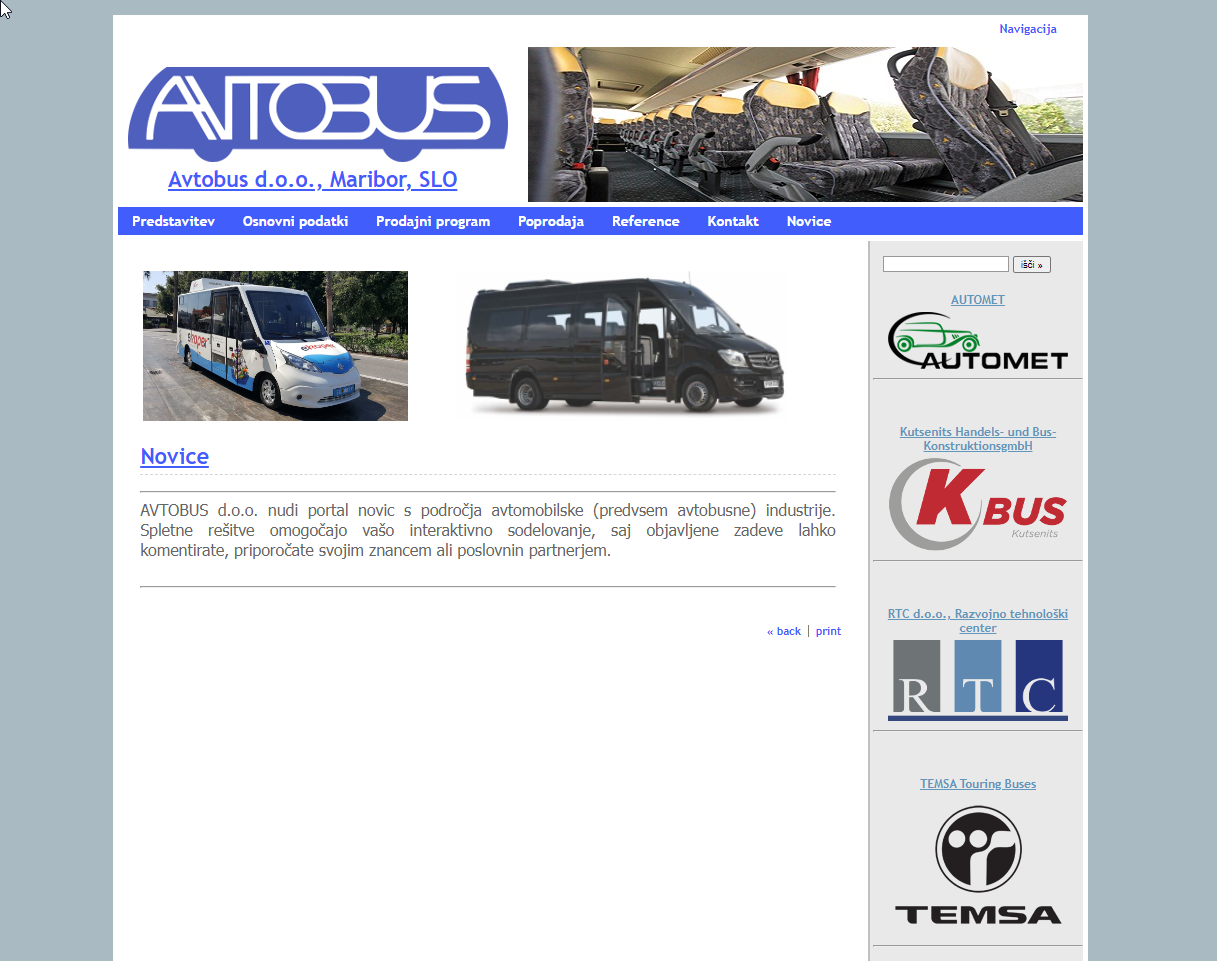 Navigacija
AVTOBUS
Avtobus d.o.o., Maribor, SLO
Predstavitev Osnovni podatki Prodajni program Poprodaja Reference Kontakt Novice
išči »
Novice
AVTOBUS d.o.o. nudi portal novic s področja avtomobilske (predvsem avtobusne) industrije.
Spletne rešitve omogočajo vašo interaktivno sodelovanje, saj objavljene zadeve lahko
komentirate, priporočate svojim znancem ali poslovnin partnerjem.
« back | print
AUTOMET
AUTOMET
Kutsenits Handels- und Bus-
KonstruktionsgmbH
K BUS
Kutsenits
RTC d.o.o., Razvojno tehnološki
center
R T C
TEMSA Touring Buses
TEMSA